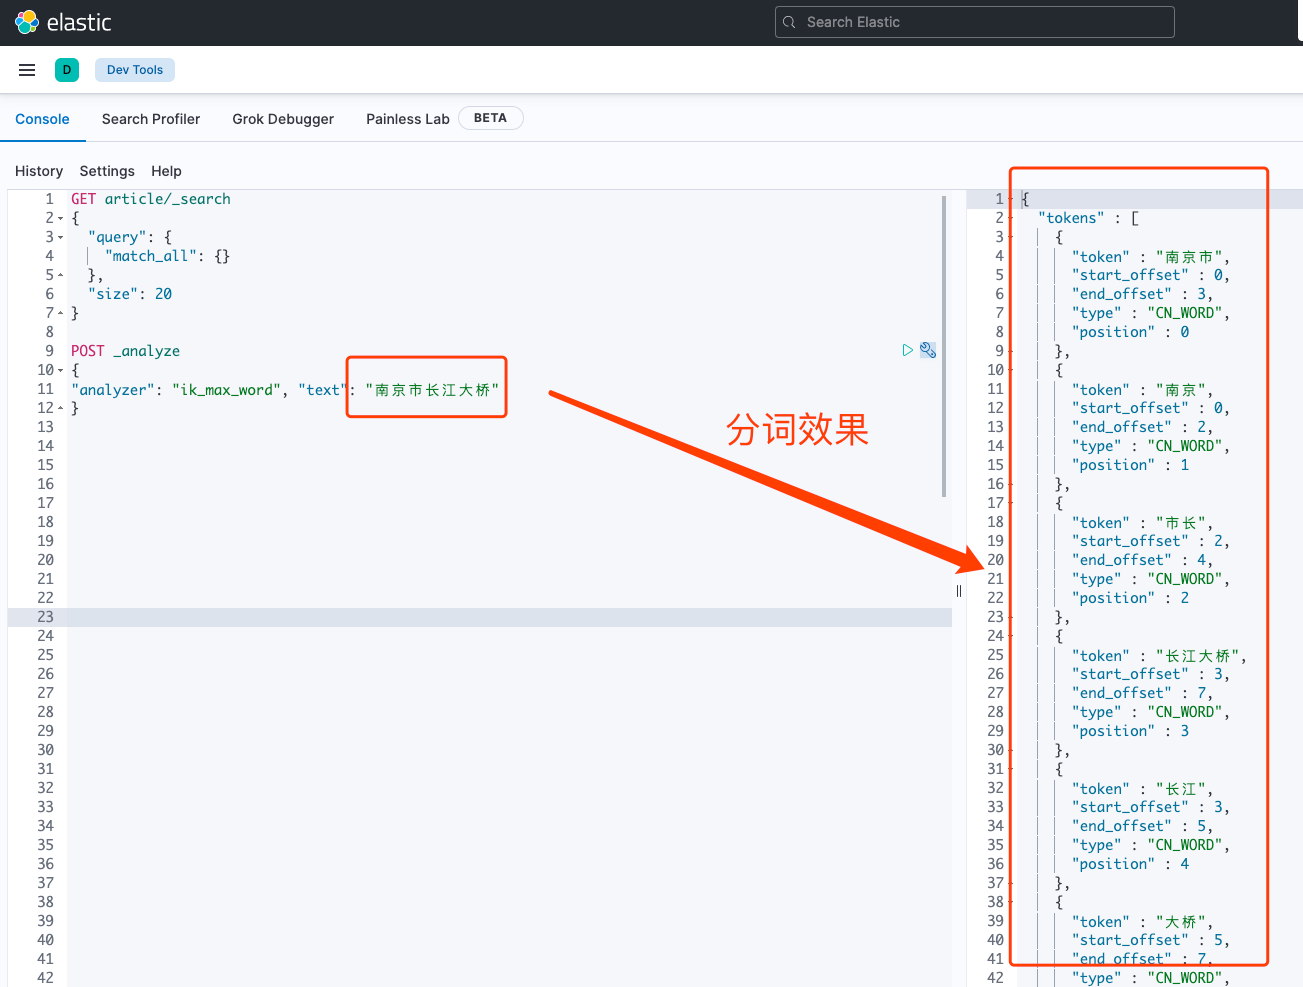 elastic
Search Elastic
D
Dev Tools
Console
Search Profiler
Grok Debugger
Painless Lab
BETA
History
Settings
Help
1 GET article/_search
2 {
3 "query": {
4 "match_all": {}
5 },
6 "size": 20
7 }
8
9 POST _analyze
10 {
11 "analyzer": "ik_max_word", "text": "南京市长江大桥"
12 }
13
14
15
16
17
18
19
20
21
22
23
24
25
26
27
28
29
30
31
32
33
34
35
36
37
38
39
40
41
42
分词效果
1 {
2 "tokens" : [
3 {
4 "token" : "南京市",
5 "start_offset" : 0,
6 "end_offset" : 3,
7 "type" : "CN_WORD",
8 "position" : 0
9 },
10 {
11 "token" : "南京",
12 "start_offset" : 0,
13 "end_offset" : 2,
14 "type" : "CN_WORD",
15 "position" : 1
16 },
17 {
18 "token" : "市长",
19 "start_offset" : 2,
20 "end_offset" : 4,
21 "type" : "CN_WORD",
22 "position" : 2
23 },
24 {
25 "token" : "长江大桥",
26 "start_offset" : 3,
27 "end_offset" : 7,
28 "type" : "CN_WORD",
29 "position" : 3
30 },
31 {
32 "token" : "长江",
33 "start_offset" : 3,
34 "end_offset" : 5,
35 "type" : "CN_WORD",
36 "position" : 4
37 },
38 {
39 "token" : "大桥",
40 "start_offset" : 5,
41 "end_offset" : 7,
42 "type" : "CN_WORD",